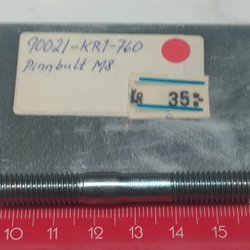 90021-KR1-760
Pinnbult M8
KR 35:-
10 11 12 13 14 15